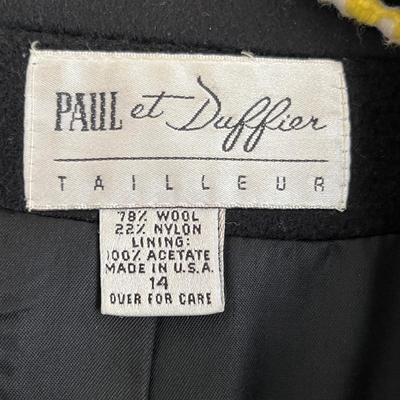 PAUL et Duffier
TAILLEUR
78% WOOL
22% NYLON
LINING:
100% ACETATE
MADE IN U.S.A.
14
OVER FOR CARE